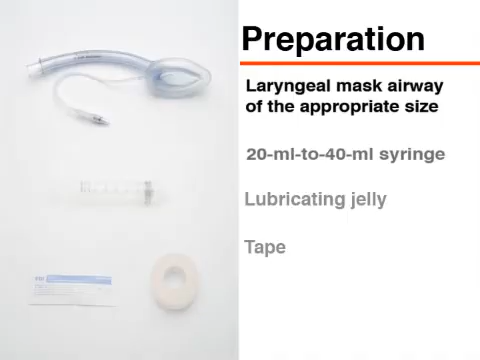 Preparation
Laryngeal mask airway
of the appropriate size
20-ml-to-40-ml syringe
Lubricating jelly
Tape